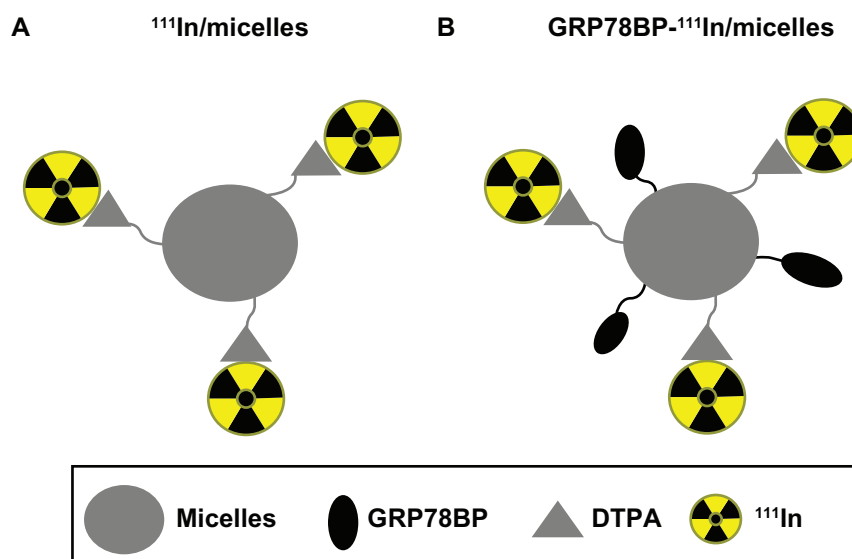 A
¹¹¹In/micelles
B
GRP78BP-¹¹¹In/micelles
Micelles
GRP78BP
DTPA
¹¹¹In